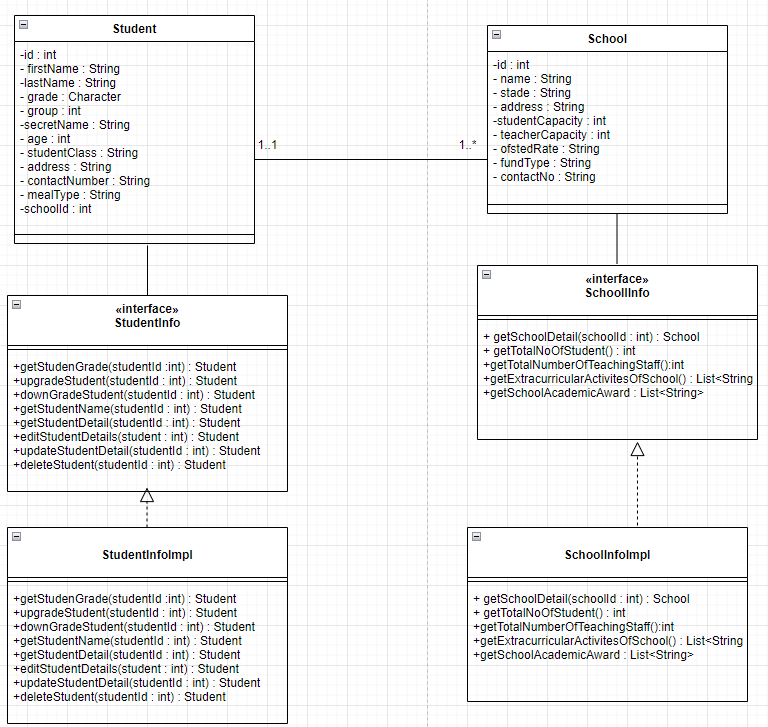 Student
-id : int
- firstName : String
-lastName : String
- grade : Character
- group : int
-secretName : String
- age : int
- studentClass : String
- address : String
- contactNumber : String
- mealType : String
-schoolId : int
1..1
1..*
School
-id : int
- name : String
- stade : String
- address : String
-studentCapacity : int
- teacherCapacity : int
- ofstedRate : String
- fundType : String
- contactNo : String
«interface»
StudentInfo
+getStudenGrade(studentId :int) : Student
+upgradeStudent(studentId : int) : Student
+downGradeStudent(studentId : int) : Student
+getStudentName(studentId : int) : Student
+getStudentDetail(studentId : int) : Student
+editStudentDetails(studentId : int) : Student
+updateStudentDetail(studentId : int) : Student
+deleteStudent(studentId : int) : Student
«interface»
SchoolIInfo
+ getSchoolDetail(schoolId : int) : School
+ getTotalNoOfStudent() : int
+getTotalNumberOfTeachingStaff():int
+getExtracurricularActivitesOfSchool() : List<String
+getSchoolAcademicAward : List<String>
StudentInfoImpl
+getStudenGrade(studentId :int) : Student
+upgradeStudent(studentId : int) : Student
+downGradeStudent(studentId : int) : Student
+getStudentName(studentId : int) : Student
+getStudentDetail(studentId : int) : Student
+editStudentDetails(student : int) : Student
+updateStudentDetail(studentId : int) : Student
+deleteStudent(studentId : int) : Student
SchoolInfoImpl
+ getSchoolDetail(schoolId : int) : School
+ getTotalNoOfStudent() : int
+getTotalNumberOfTeachingStaff():int
+getExtracurricularActivitesOfSchool() : List<String
+getSchoolAcademicAward : List<String>